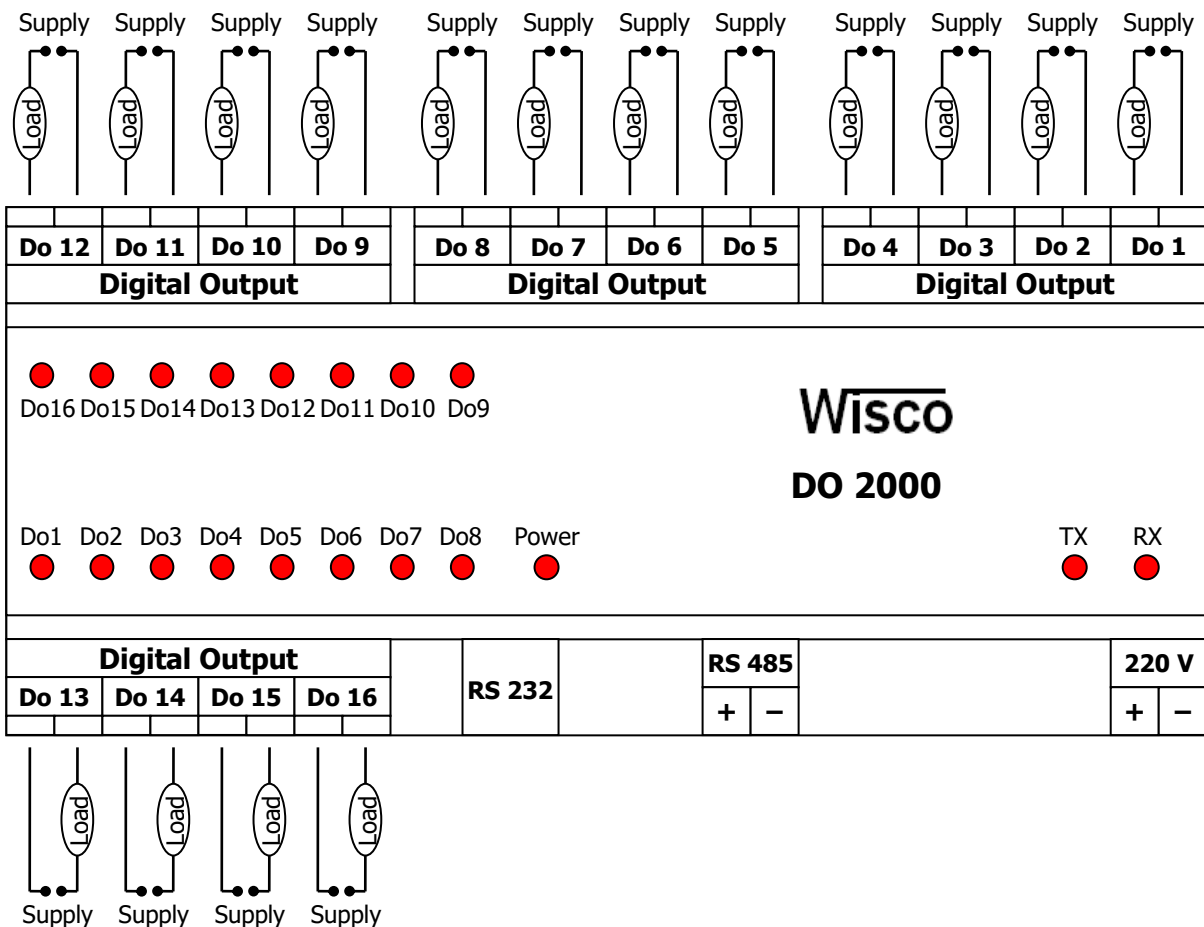 Supply Supply Supply Supply Supply Supply Supply Supply Supply Supply Supply Supply
Load Load Load Load Load Load Load Load Load Load Load Load
Do 12 Do 11 Do 10 Do 9 Do 8 Do 7 Do 6 Do 5 Do 4 Do 3 Do 2 Do 1
Digital Output Digital Output Digital Output
Do16 Do15 Do14 Do13 Do12 Do11 Do10 Do9
Wisco
DO 2000
Do1 Do2 Do3 Do4 Do5 Do6 Do7 Do8 Power TX RX
Digital Output RS 485 220 V
Do 13 Do 14 Do 15 Do 16 RS 232
+ − + −
Load Load Load Load
Supply Supply Supply Supply